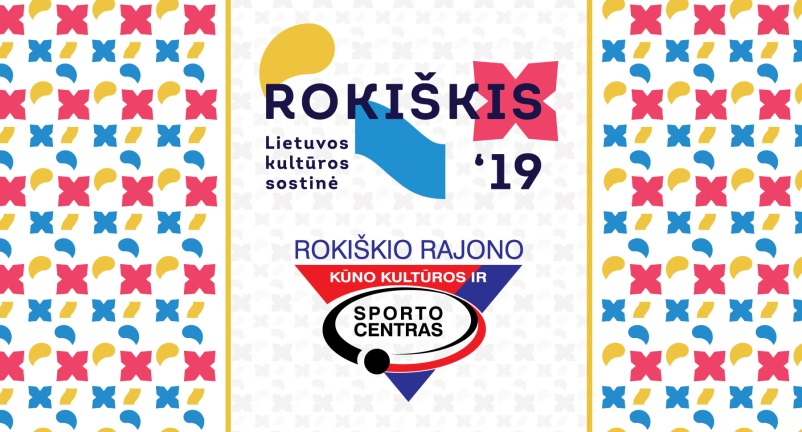 ROKIŠKIS
Lietuvos
kultūros
sostinė
‘19
ROKIŠKIO RAJONO
KŪNO KULTŪROS IR
SPORTO
CENTRAS